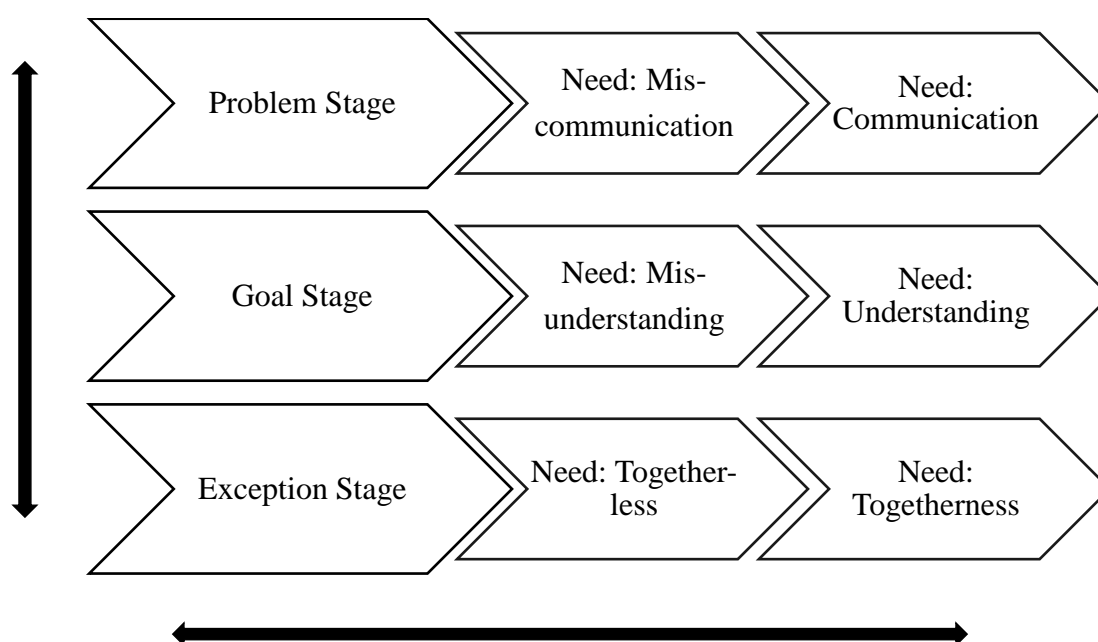 Problem Stage
Need: Mis-
communication
Need:
Communication
Goal Stage
Need: Mis-
understanding
Need:
Understanding
Exception Stage
Need: Together-
less
Need:
Togetherness